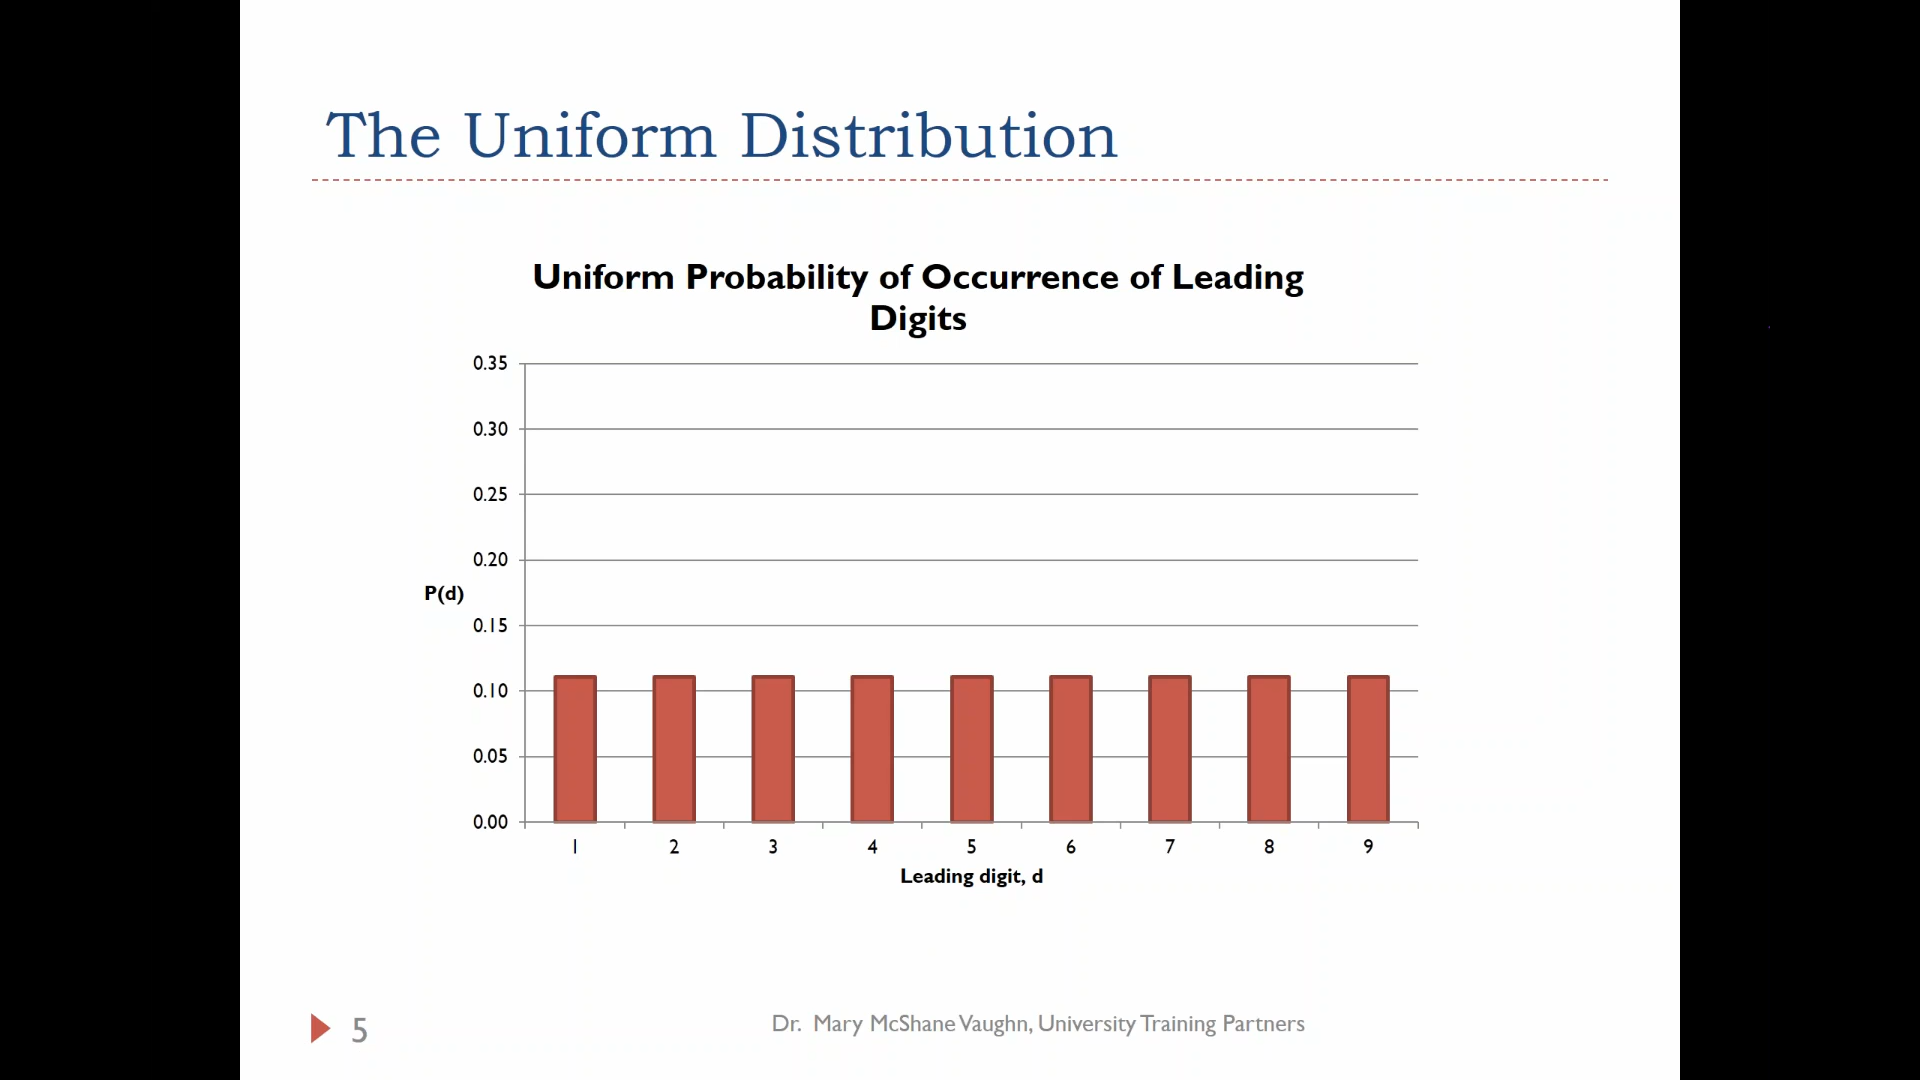 The Uniform Distribution
Uniform Probability of Occurrence of Leading
Digits
0.35
0.30
0.25
0.20
P(d)
0.15
0.10
0.05
0.00
1 2 3 4 5 6 7 8 9
Leading digit, d
5 Dr. Mary McShane Vaughn, University Training Partners